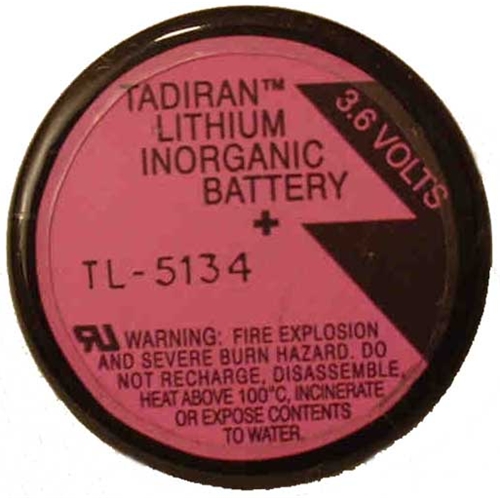 TADIRAN™
LITHIUM
INORGANIC
BATTERY
3.6 VOLTS
+
TL-5134
RU WARNING: FIRE EXPLOSION
AND SEVERE BURN HAZARD. DO
NOT RECHARGE, DISASSEMBLE,
HEAT ABOVE 100°C, INCINERATE
OR EXPOSE CONTENTS
TO WATER.